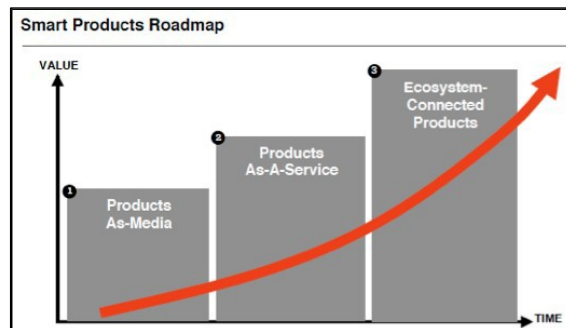 Smart Products Roadmap
VALUE
3
Ecosystem-
Connected
Products
2
Products
As-A-Service
1
Products
As-Media
TIME